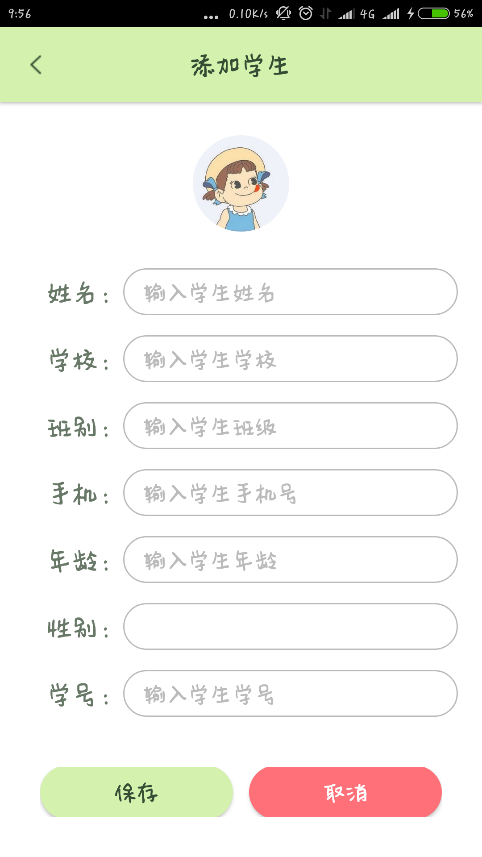 9:56 ... 0.10K/s 4G 56%
添加学生
姓名: 输入学生姓名
学校: 输入学生学校
班别: 输入学生班级
手机: 输入学生手机号
年龄: 输入学生年龄
性别:
学号: 输入学生学号
保存 取消